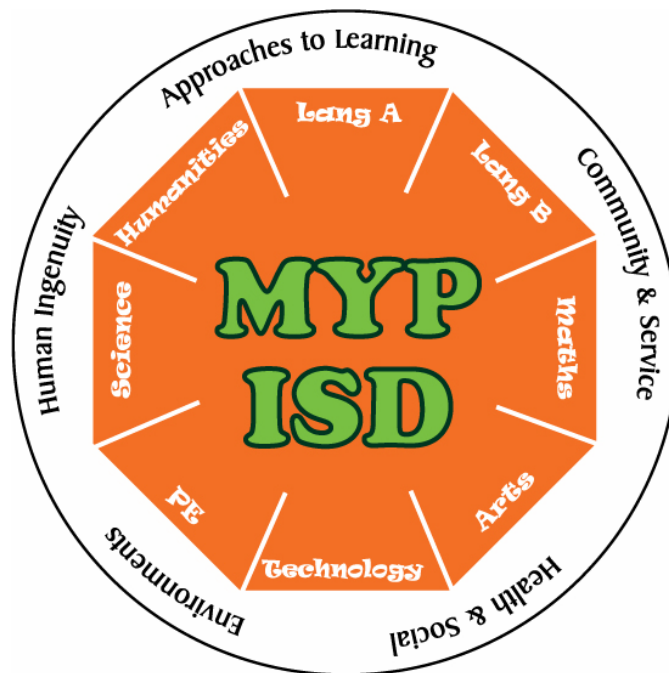 Approaches to Learning
Community & Service
Health & Social
Environments
Human Ingenuity
Lang A
Lang B
Maths
Arts
Technology
PE
Science
Humanities
MYP
ISD